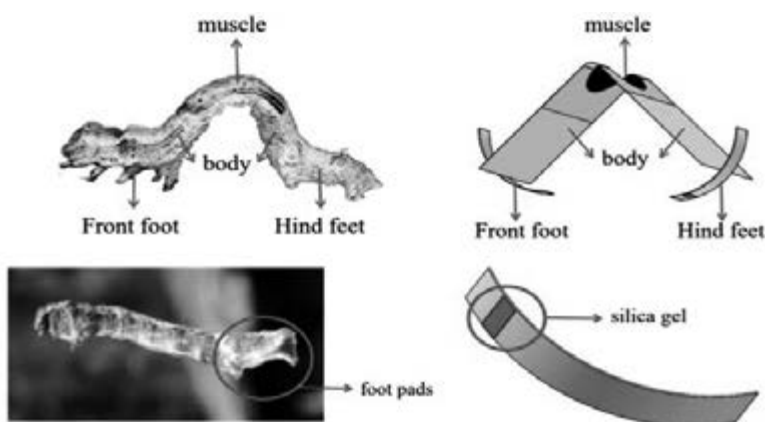 muscle
body
Front foot
Hind feet
muscle
body
Front foot
Hind feet
foot pads
silica gel